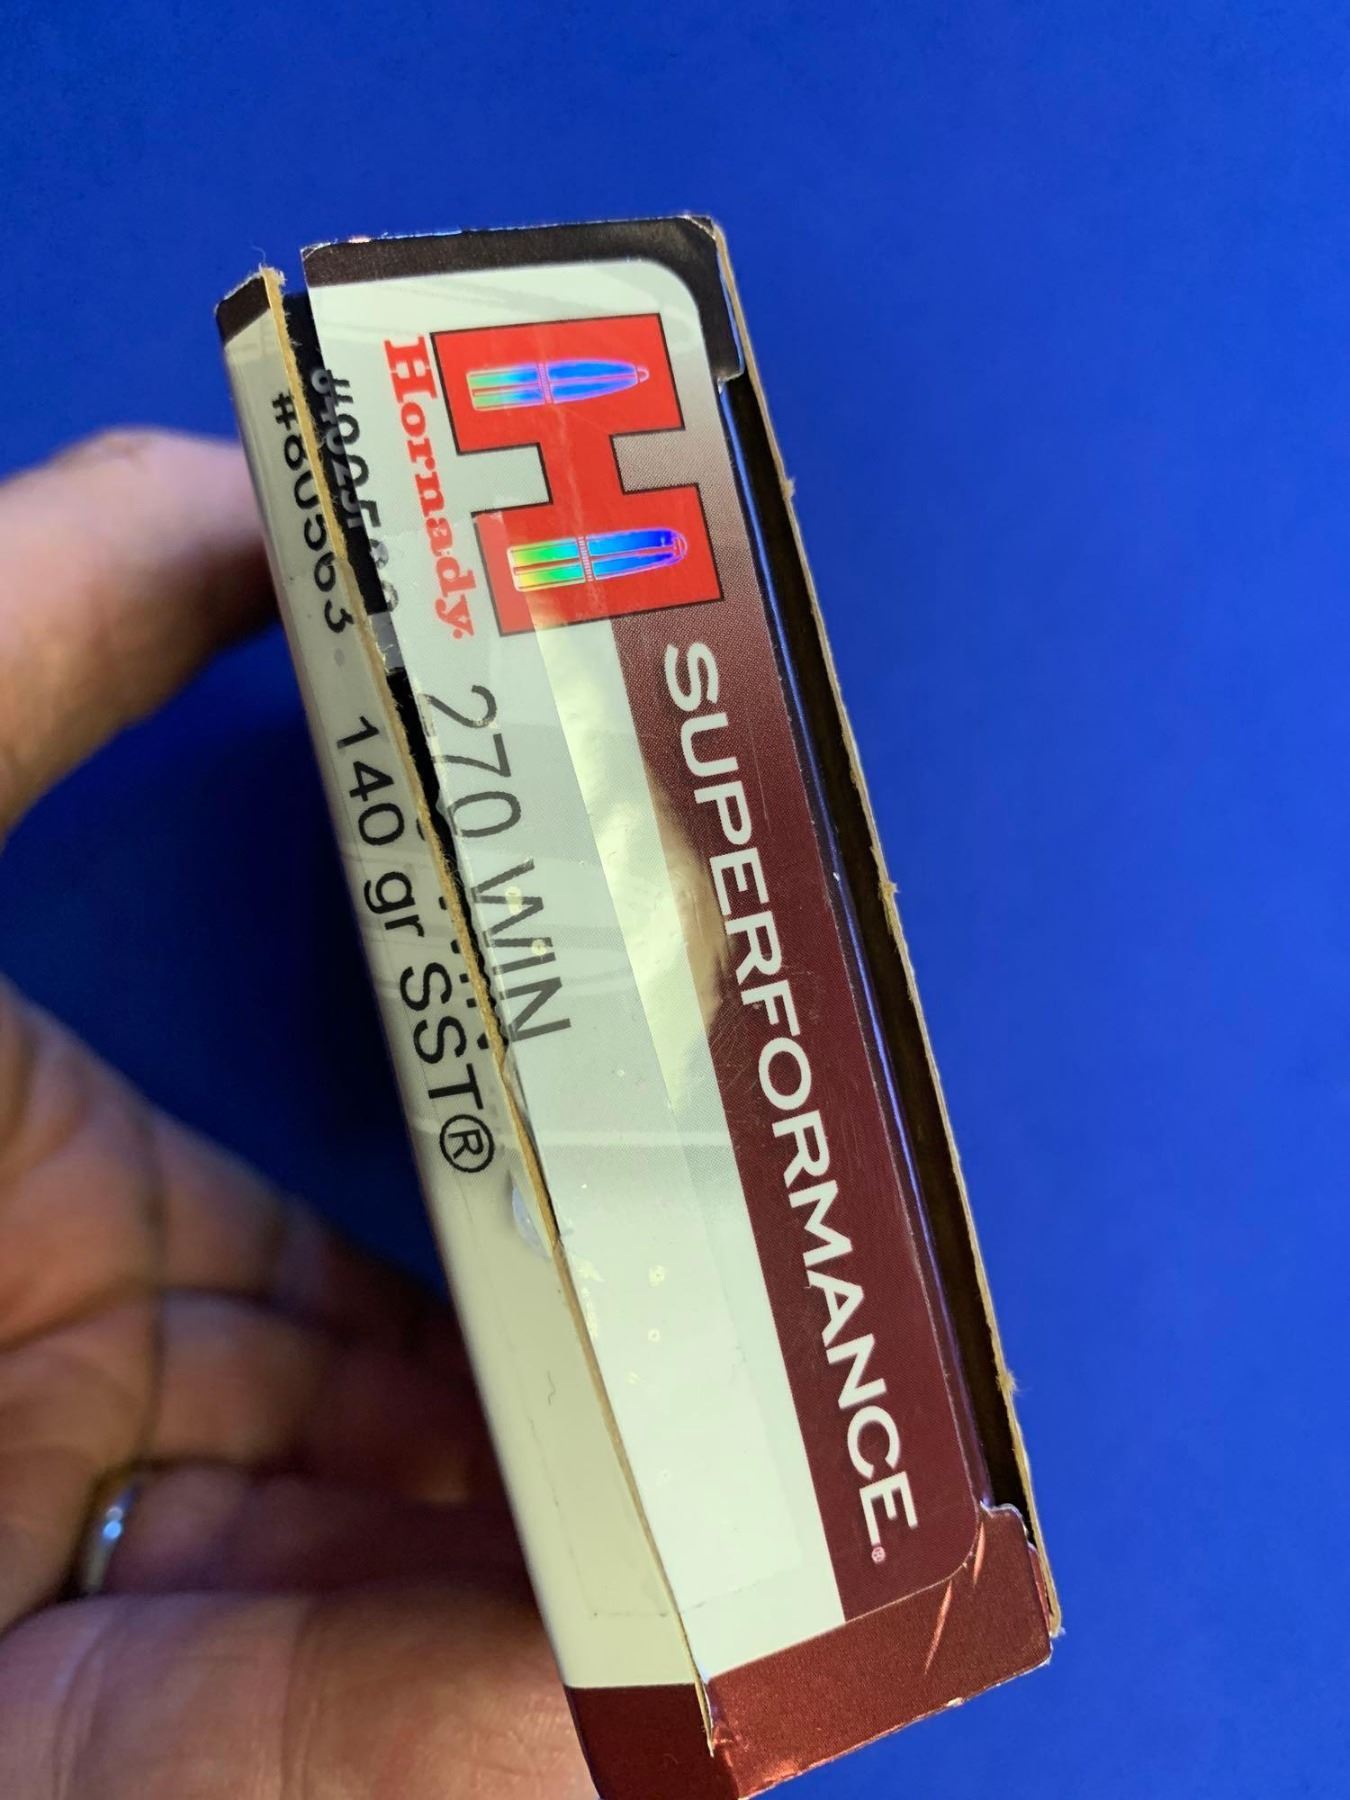 Hornady
SUPERFORMANCE®
270 WIN
#80563 140 gr SST®